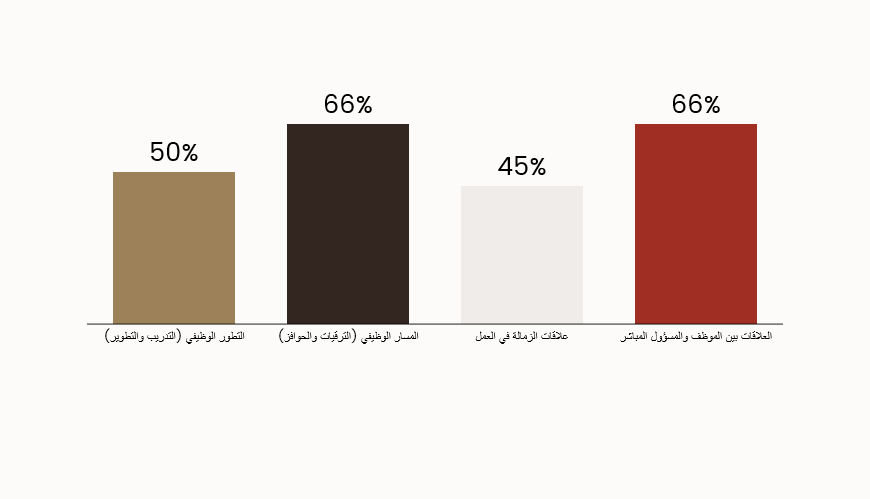 66%
45%
66%
50%
العلاقات بين الموظف والمسؤول المباشر
علاقات الزمالة في العمل
المسار الوظيفي (الترقيات والحوافز)
التطور الوظيفي (التدريب والتطوير)